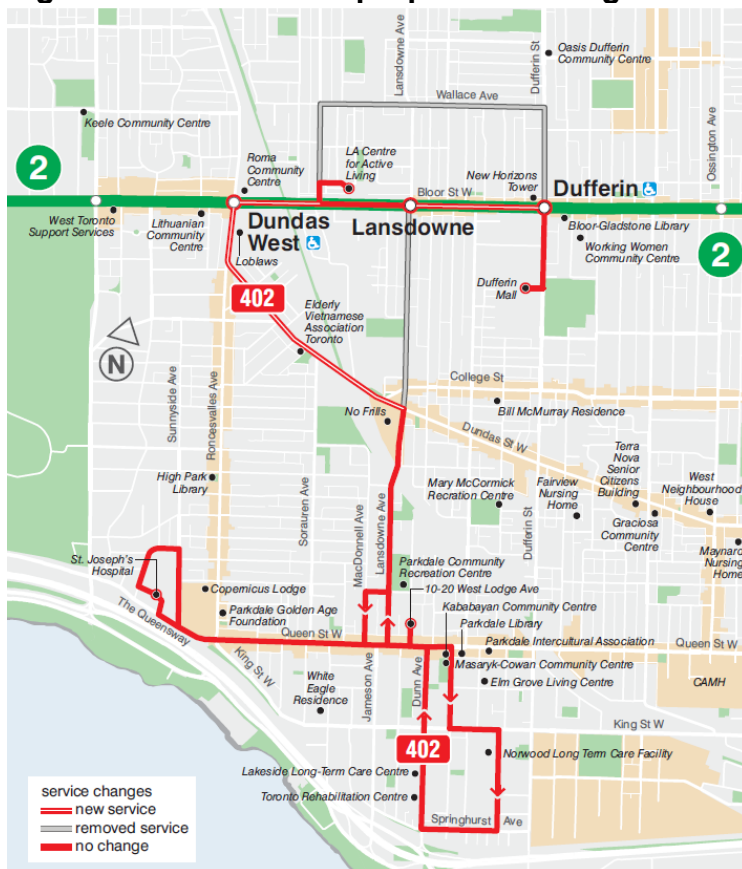 Oasis Dufferin
Community Centre
Lansdowne Ave
Dufferin St
Wallace Ave
Ossington Ave
Keele Community Centre
Roma
Community
Centre
LA Centre
for Active
Living
New Horizons
Tower
Bloor St W
Dufferin
2
West Toronto
Support Services
Lithuanian
Community
Centre
Dundas
West
Lansdowne
Bloor-Gladstone Library
Working Women
Community Centre
2
Loblaws
402
Dufferin
Mall
Elderly
Vietnamese
Association
Toronto
N
Sunnyside Ave
Roncesvalles Ave
College St
No Frills
Bill McMurray Residence
Dundas St W
High Park
Library
Sorauren Ave
MacDonnell Ave
Lansdowne Ave
Mary McCormick
Recration Centre
Dufferin St
Fairview
Nursing
Home
Terra
Nova
Senior
Citizens
Building
West
Neighbourhood
House
Graciosa
Community
Centre
Maynard
Nursing
Home
St. Joseph's
Hospital
Parkdale Community
Recreation Centre
10-20 West Lodge Ave
Copernicus Lodge
Kababayan Community Centre
Parkdale Library
The Queensway
Parkdale Golden Age
Foundation
Queen St W
Parkdale Intercultural Association
Queen St W
Masaryk-Cowan Community Centre
King St W
White
Eagle
Residence
Jameson Ave
Dunn Ave
Elm Grove Living Centre
CAMH
King St W
402
Norwood Long Term Care Facility
Lakeside Long-Term Care Centre
Toronto Rehabilitation Centre
Springhurst Ave
service changes
new service
removed service
no change